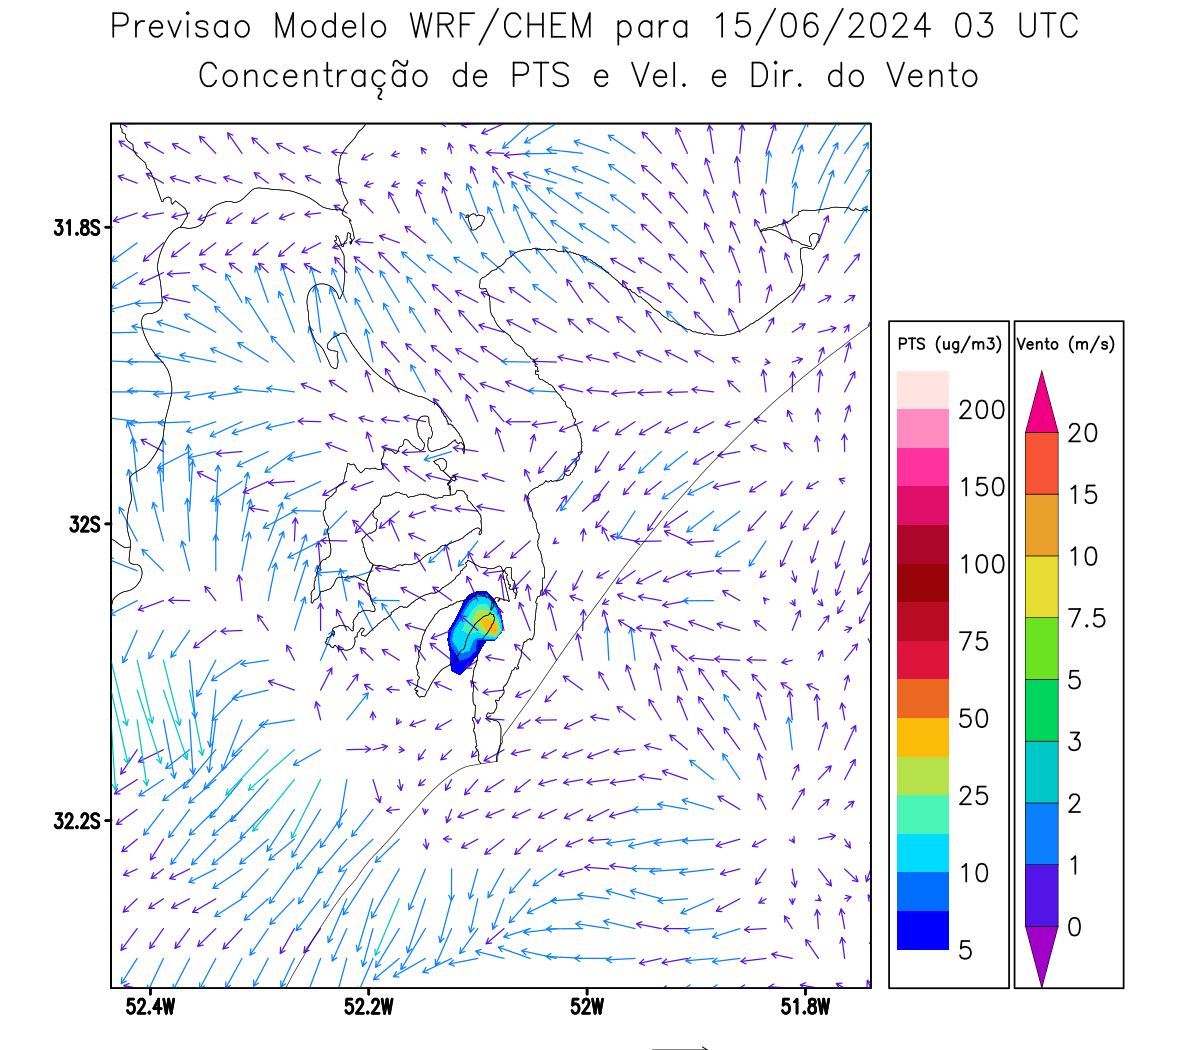 Previsao Modelo WRF/CHEM para 15/06/2024 03 UTC
Concentração de PTS e Vel. e Dir. do Vento
31.8S
32S
32.2S
52.4W
52.2W
52W
51.8W
PTS (ug/m3)
200
150
100
75
50
25
10
5
Vento (m/s)
20
15
10
7.5
5
3
2
1
0